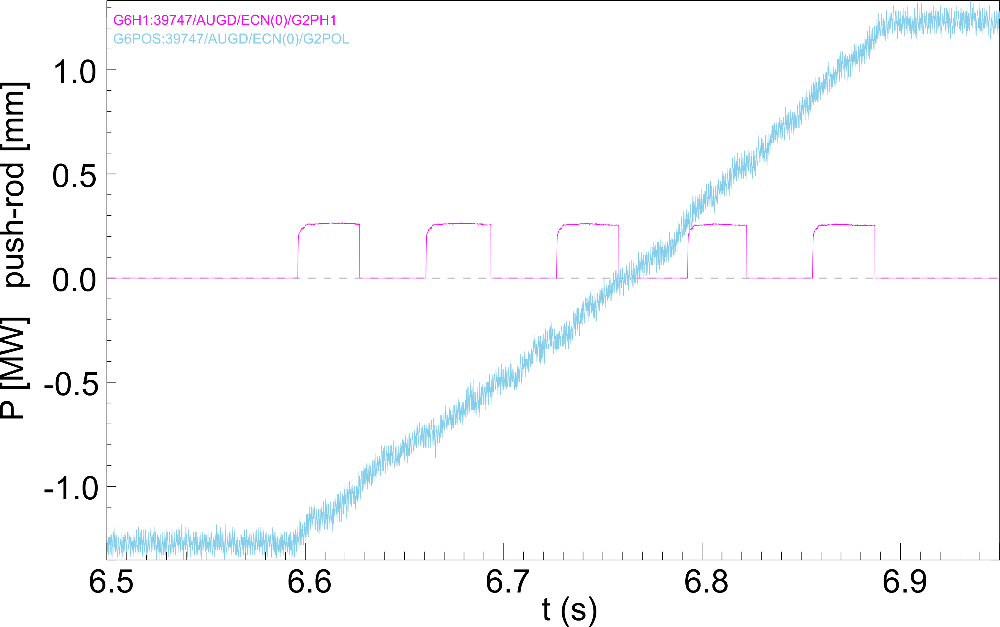 G6H1:39747/AUGD/ECN(0)/G2PH1
G6POS:39747/AUGD/ECN(0)/G2POL
P [MW]  push-rod [mm]
1.0
0.5
0.0
-0.5
-1.0
6.5 6.6 6.7 6.8 6.9
t (s)